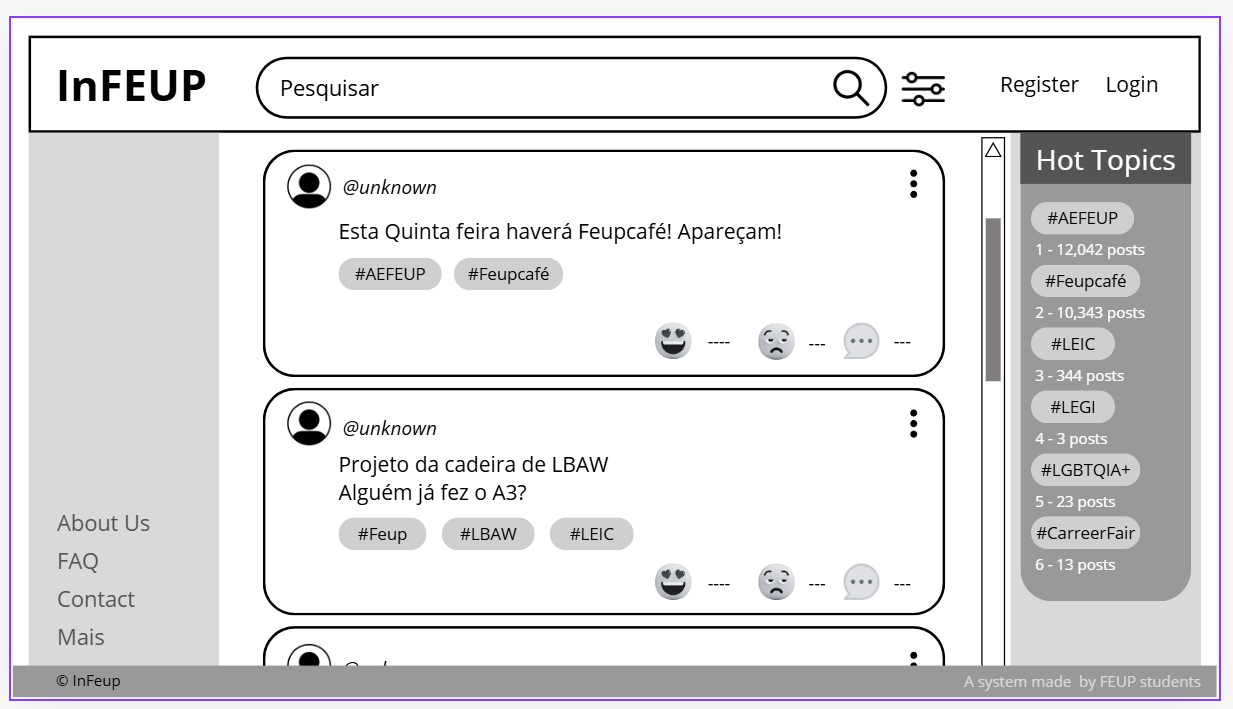 InFEUP
Pesquisar
Register
Login
@unknown
Esta Quinta feira haverá Feupcafé! Apareçam!
#AEFEUP
#Feupcafé
----
---
---
@unknown
Projeto da cadeira de LBAW
Alguém já fez o A3?
#Feup
#LBAW
#LEIC
----
---
---
Hot Topics
#AEFEUP
1 - 12,042 posts
#Feupcafé
2 - 10,343 posts
#LEIC
3 - 344 posts
#LEGI
4 - 3 posts
#LGBTQIA+
5 - 23 posts
#CarreerFair
6 - 13 posts
About Us
FAQ
Contact
Mais
© InFeup
A system made  by FEUP students